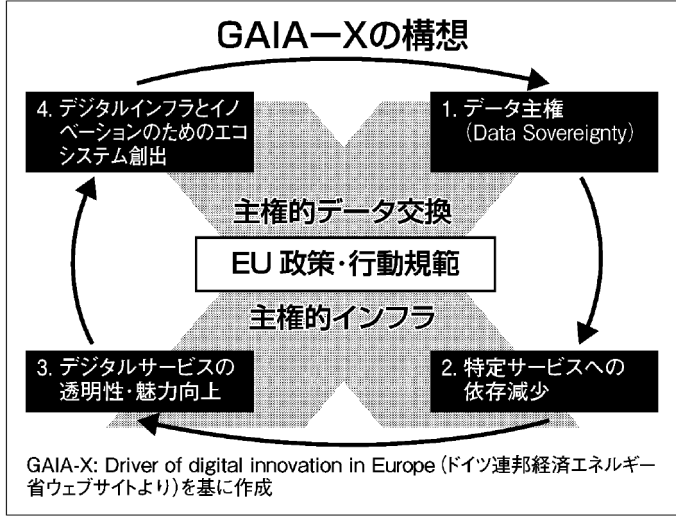 GAIA－Xの構想
4. デジタルインフラとイノ
ベーションのためのエコ
システム創出
1. データ主権
（Data Sovereignty）
主権的データ交換
EU 政策・行動規範
主権的インフラ
3. デジタルサービスの
透明性・魅力向上
2. 特定サービスへの
依存減少
GAIA-X: Driver of digital innovation in Europe（ドイツ連邦経済エネルギー
省ウェブサイトより）を基に作成